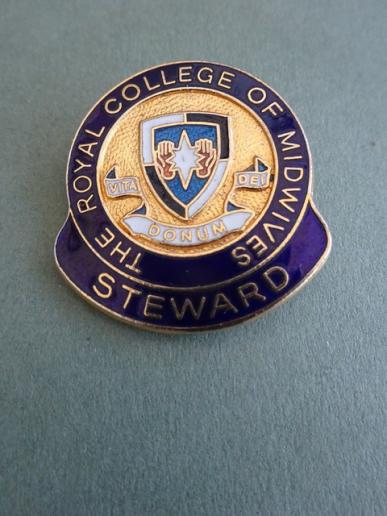 THE ROYAL COLLEGE OF MIDWIVES
VITA
DEI
DONUM
STEWARD